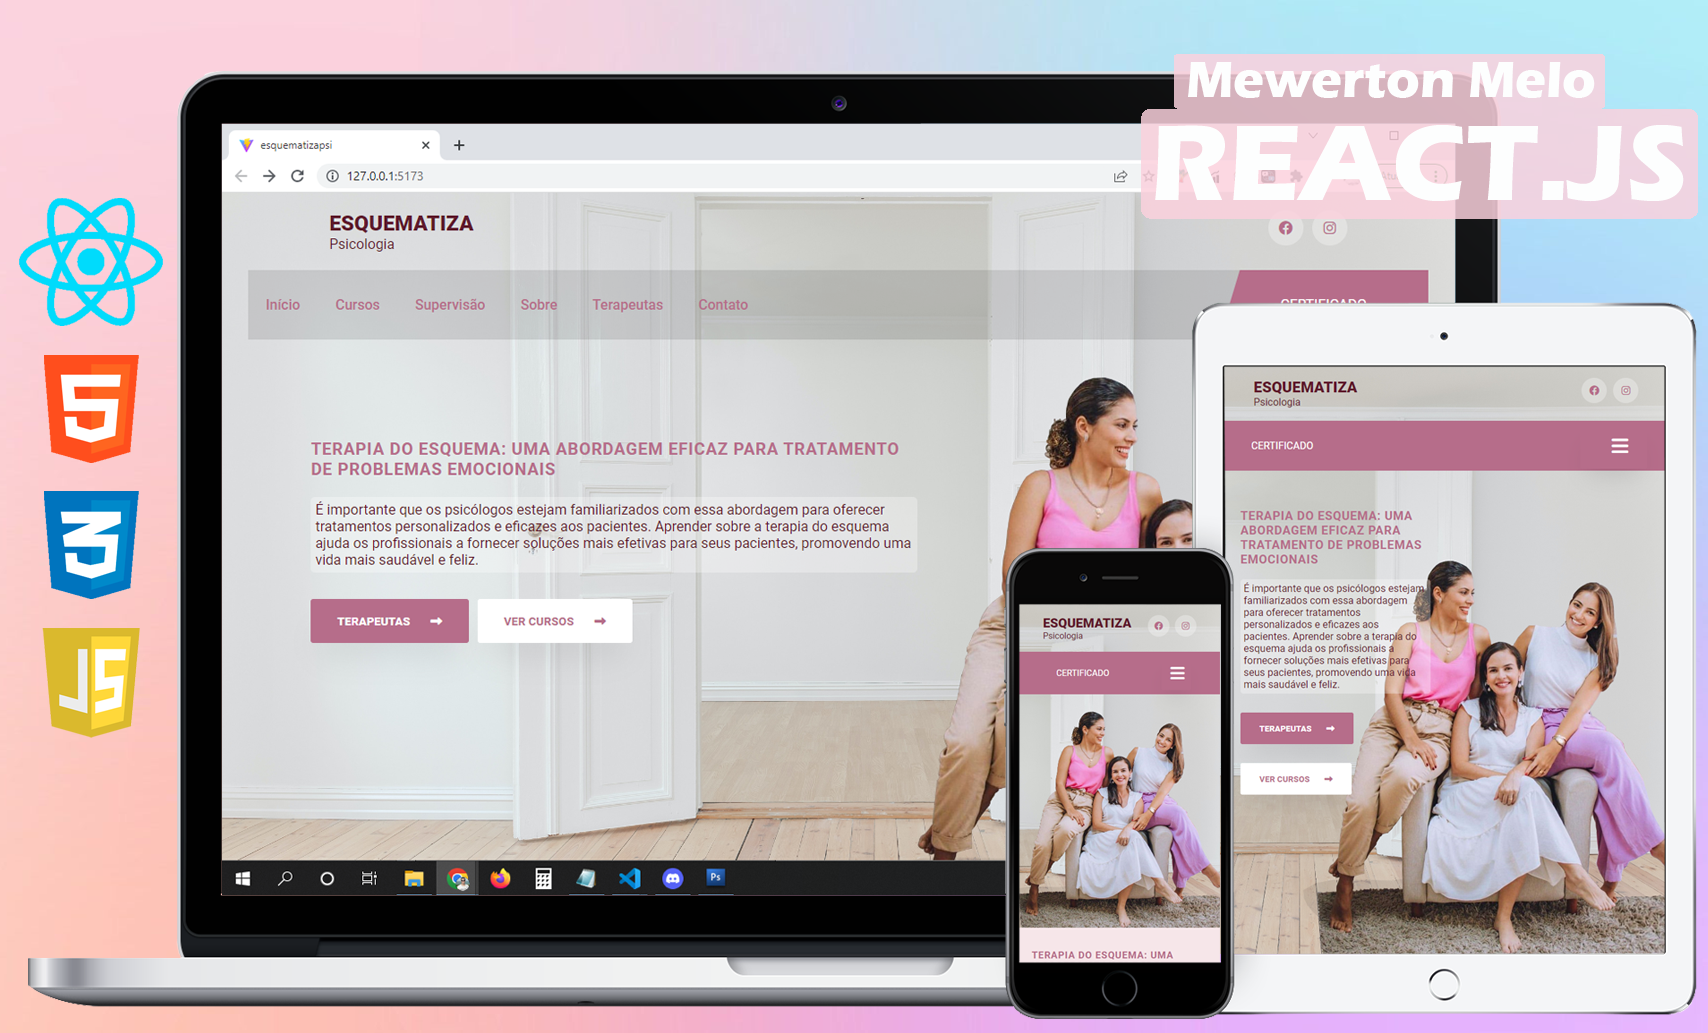 Mewerton Melo
REACT.JS
esquematizapsi
127.0.0.1:5173
ESQUEMATIZA
Psicologia
Início Cursos Supervisão Sobre Terapeutas Contato
CERTIFICADO
TERAPIA DO ESQUEMA: UMA ABORDAGEM EFICAZ PARA TRATAMENTO
DE PROBLEMAS EMOCIONAIS
É importante que os psicólogos estejam familiarizados com essa abordagem para oferecer
tratamentos personalizados e eficazes aos pacientes. Aprender sobre a terapia do esquema
ajuda os profissionais a fornecer soluções mais efetivas para seus pacientes, promovendo uma
vida mais saudável e feliz.
TERAPEUTAS
VER CURSOS
5
3
JS
Ps
ESQUEMATIZA
Psicologia
CERTIFICADO
TERAPIA DO ESQUEMA: UMA
ESQUEMATIZA
Psicologia
CERTIFICADO
TERAPIA DO ESQUEMA: UMA
ABORDAGEM EFICAZ PARA
TRATAMENTO DE PROBLEMAS
EMOCIONAIS
É importante que os psicólogos estejam
familiarizados com essa abordagem
para oferecer tratamentos
personalizados e eficazes aos
pacientes. Aprender sobre a terapia do
esquema ajuda os profissionais a
fornecer soluções mais efetivas para
seus pacientes, promovendo uma vida
mais saudável e feliz.
TERAPEUTAS
VER CURSOS